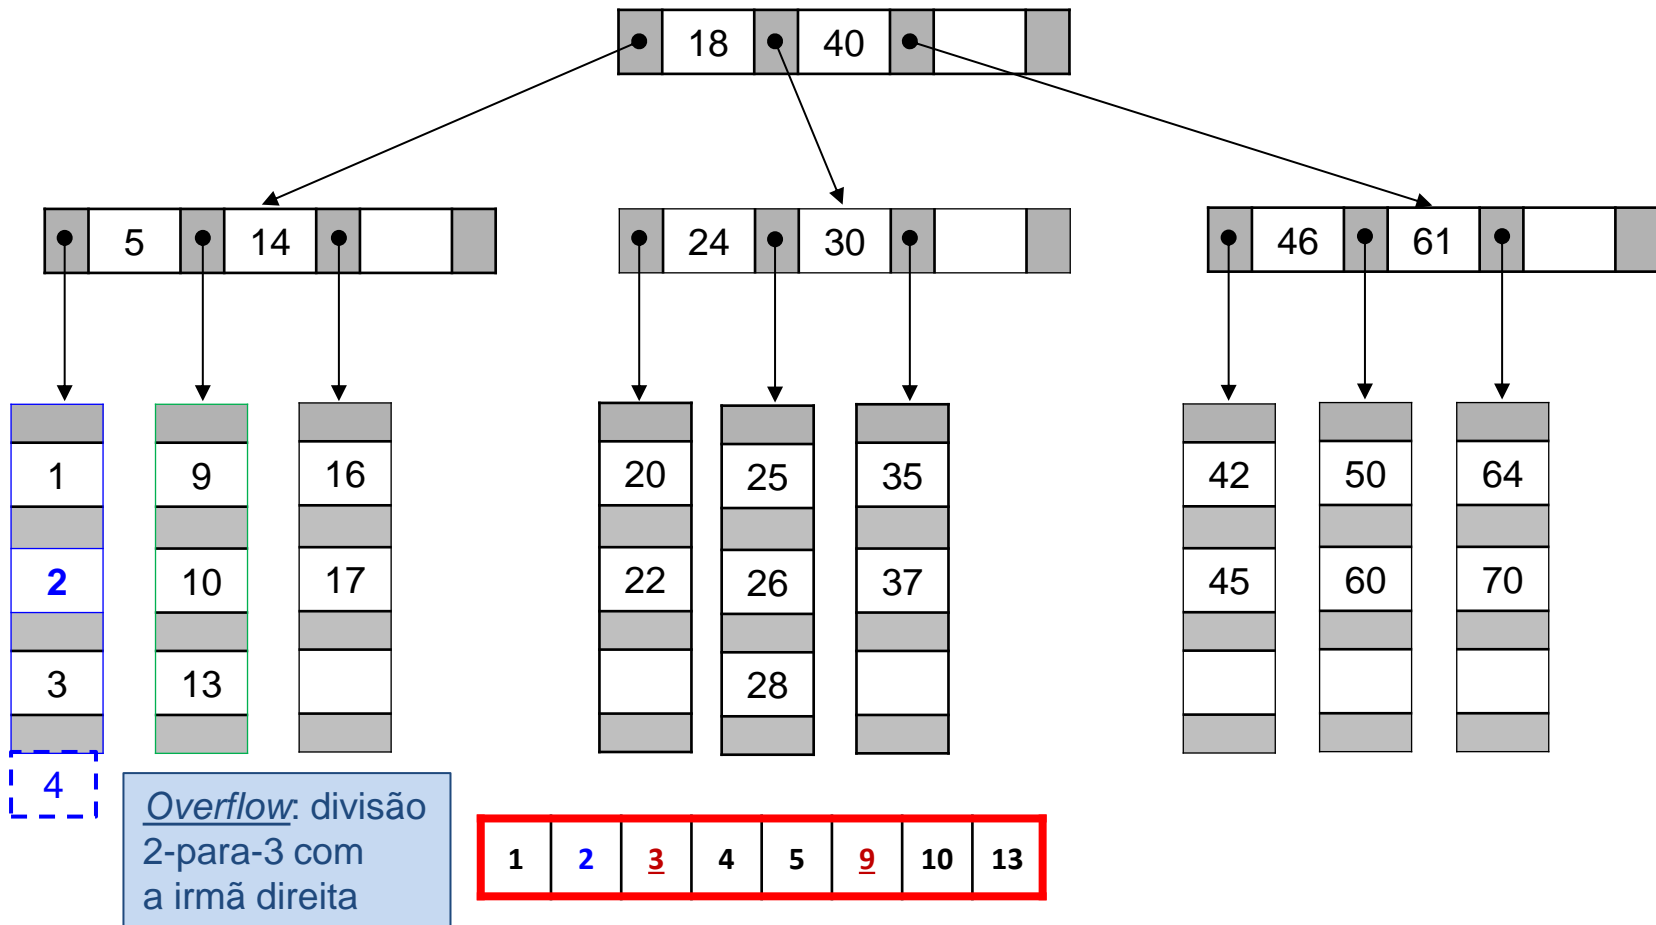 18 40
5 14
24 30
46 61
1 9 16 20 25 35 42 50 64
2 10 17 22 26 37 45 60 70
3 13 28
4
Overflow: divisão
2-para-3 com
a irmã direita
1 2 3 4 5 9 10 13